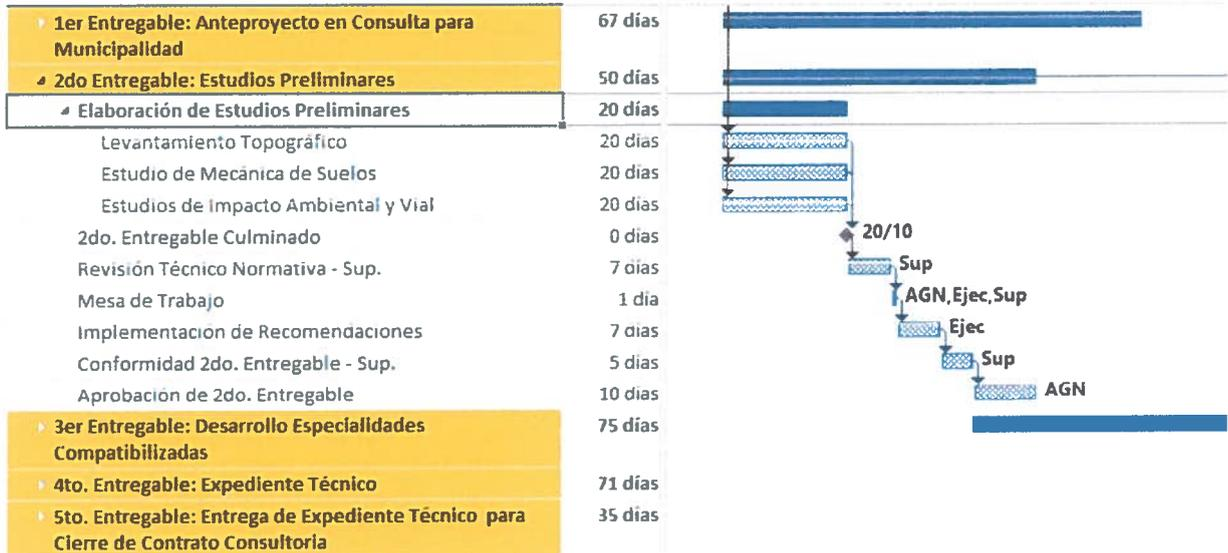 1er Entregable: Anteproyecto en Consulta para 67 días
Municipalidad
2do Entregable: Estudios Preliminares 50 días
Elaboración de Estudios Preliminares 20 días
Levantamiento Topográfico 20 días
Estudio de Mecánica de Suelos 20 días
Estudios de Impacto Ambiental y Vial 20 días
2do. Entregable Culminado 0 días 20/10
Revisión Técnico Normativa - Sup. 7 días Sup
Mesa de Trabajo 1 día AGN,Ejec,Sup
Implementación de Recomendaciones 7 días Ejec
Conformidad 2do. Entregable - Sup. 5 días Sup
Aprobación de 2do. Entregable 10 días AGN
3er Entregable: Desarrollo Especialidades 75 días
Compatibilizadas
4to. Entregable: Expediente Técnico 71 días
5to. Entregable: Entrega de Expediente Técnico para 35 días
Cierre de Contrato Consultoria